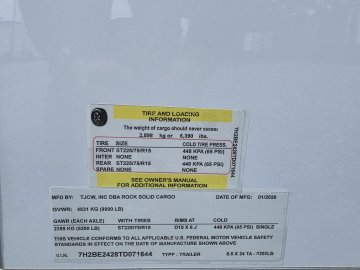 TIRE AND LOADING
INFORMATION
The weight of cargo should never exceed:
2,898 kg or 6,390 lbs.
TIRE SIZE COLD TIRE PRESS.
FRONT ST225/75/R15 448 KPA (65 PSI)
INTER NONE NONE
REAR ST225/75/R15 448 KPA (65 PSI)
SPARE NONE NONE
SEE OWNER'S MANUAL
FOR ADDITIONAL INFORMATION
7H2BE2428TD071644
MFD BY: TJCW, INC DBA ROCK SOLID CARGO DATE OF MFG: 01/2026
GVWR: 4531 KG (9990 LB)
GAWR (EACH AXLE) WITH TIRES RIMS AT COLD
2359 KG (5200 LB) ST225/75/R15 D15 X 6 J 448 KPA (65 PSI) SINGLE
THIS VEHICLE CONFORMS TO ALL APPLICABLE U.S. FEDERAL MOTOR VEHICLE SAFETY
STANDARDS IN EFFECT ON THE DATE OF MANUFACTURE SHOWN ABOVE
V.I.N. 7H2BE2428TD071644 TYPE - TRAILER 8.5 X 24 TA